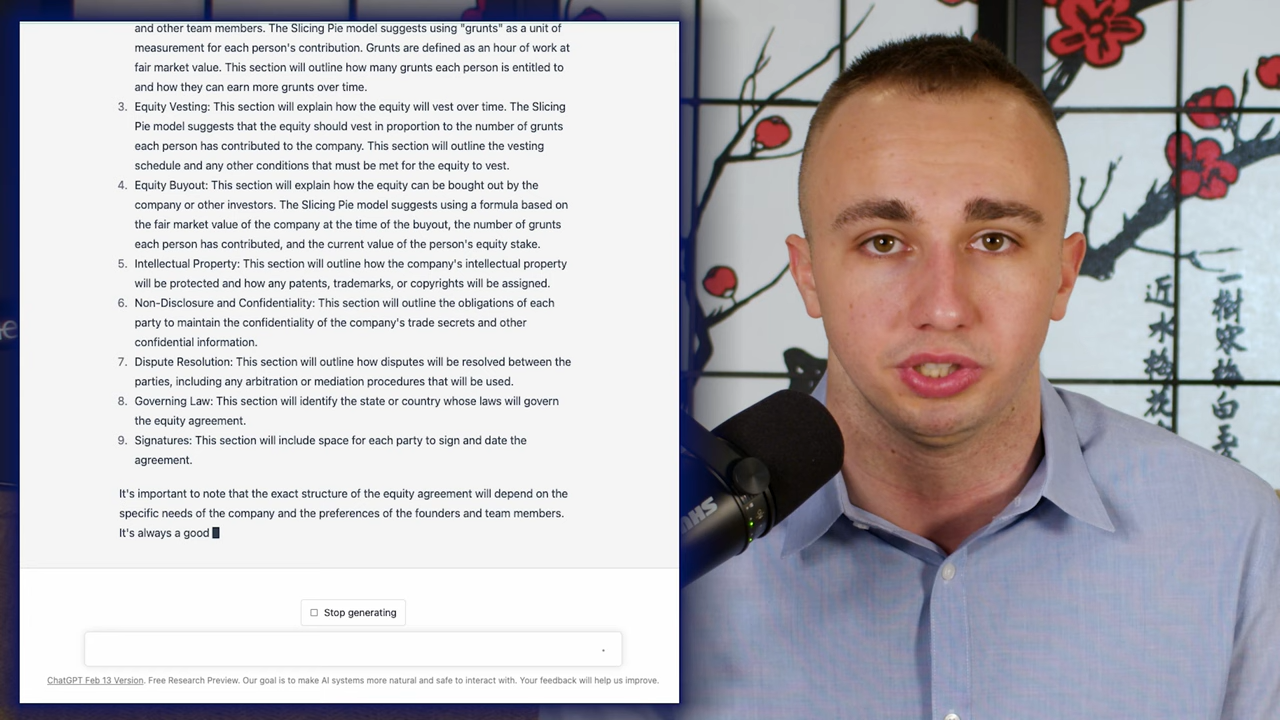 and other team members. The Slicing Pie model suggests using "grunts" as a unit of
measurement for each person's contribution. Grunts are defined as an hour of work at
fair market value. This section will outline how many grunts each person is entitled to
and how they can earn more grunts over time.
3. Equity Vesting: This section will explain how the equity will vest over time. The Slicing
Pie model suggests that the equity should vest in proportion to the number of grunts
each person has contributed to the company. This section will outline the vesting
schedule and any other conditions that must be met for the equity to vest.
4. Equity Buyout: This section will explain how the equity can be bought out by the
company or other investors. The Slicing Pie model suggests using a formula based on
the fair market value of the company at the time of the buyout, the number of grunts
each person has contributed, and the current value of the person's equity stake.
5. Intellectual Property: This section will outline how the company's intellectual property
will be protected and how any patents, trademarks, or copyrights will be assigned.
6. Non-Disclosure and Confidentiality: This section will outline the obligations of each
party to maintain the confidentiality of the company's trade secrets and other
confidential information.
7. Dispute Resolution: This section will outline how disputes will be resolved between the
parties, including any arbitration or mediation procedures that will be used.
8. Governing Law: This section will identify the state or country whose laws will govern
the equity agreement.
9. Signatures: This section will include space for each party to sign and date the
agreement.
It's important to note that the exact structure of the equity agreement will depend on the
specific needs of the company and the preferences of the founders and team members.
It's always a good
Stop generating
ChatGPT Feb 13 Version. Free Research Preview. Our goal is to make AI systems more natural and safe to interact with. Your feedback will help us improve.
一樹寒梅白玉
近水梅花